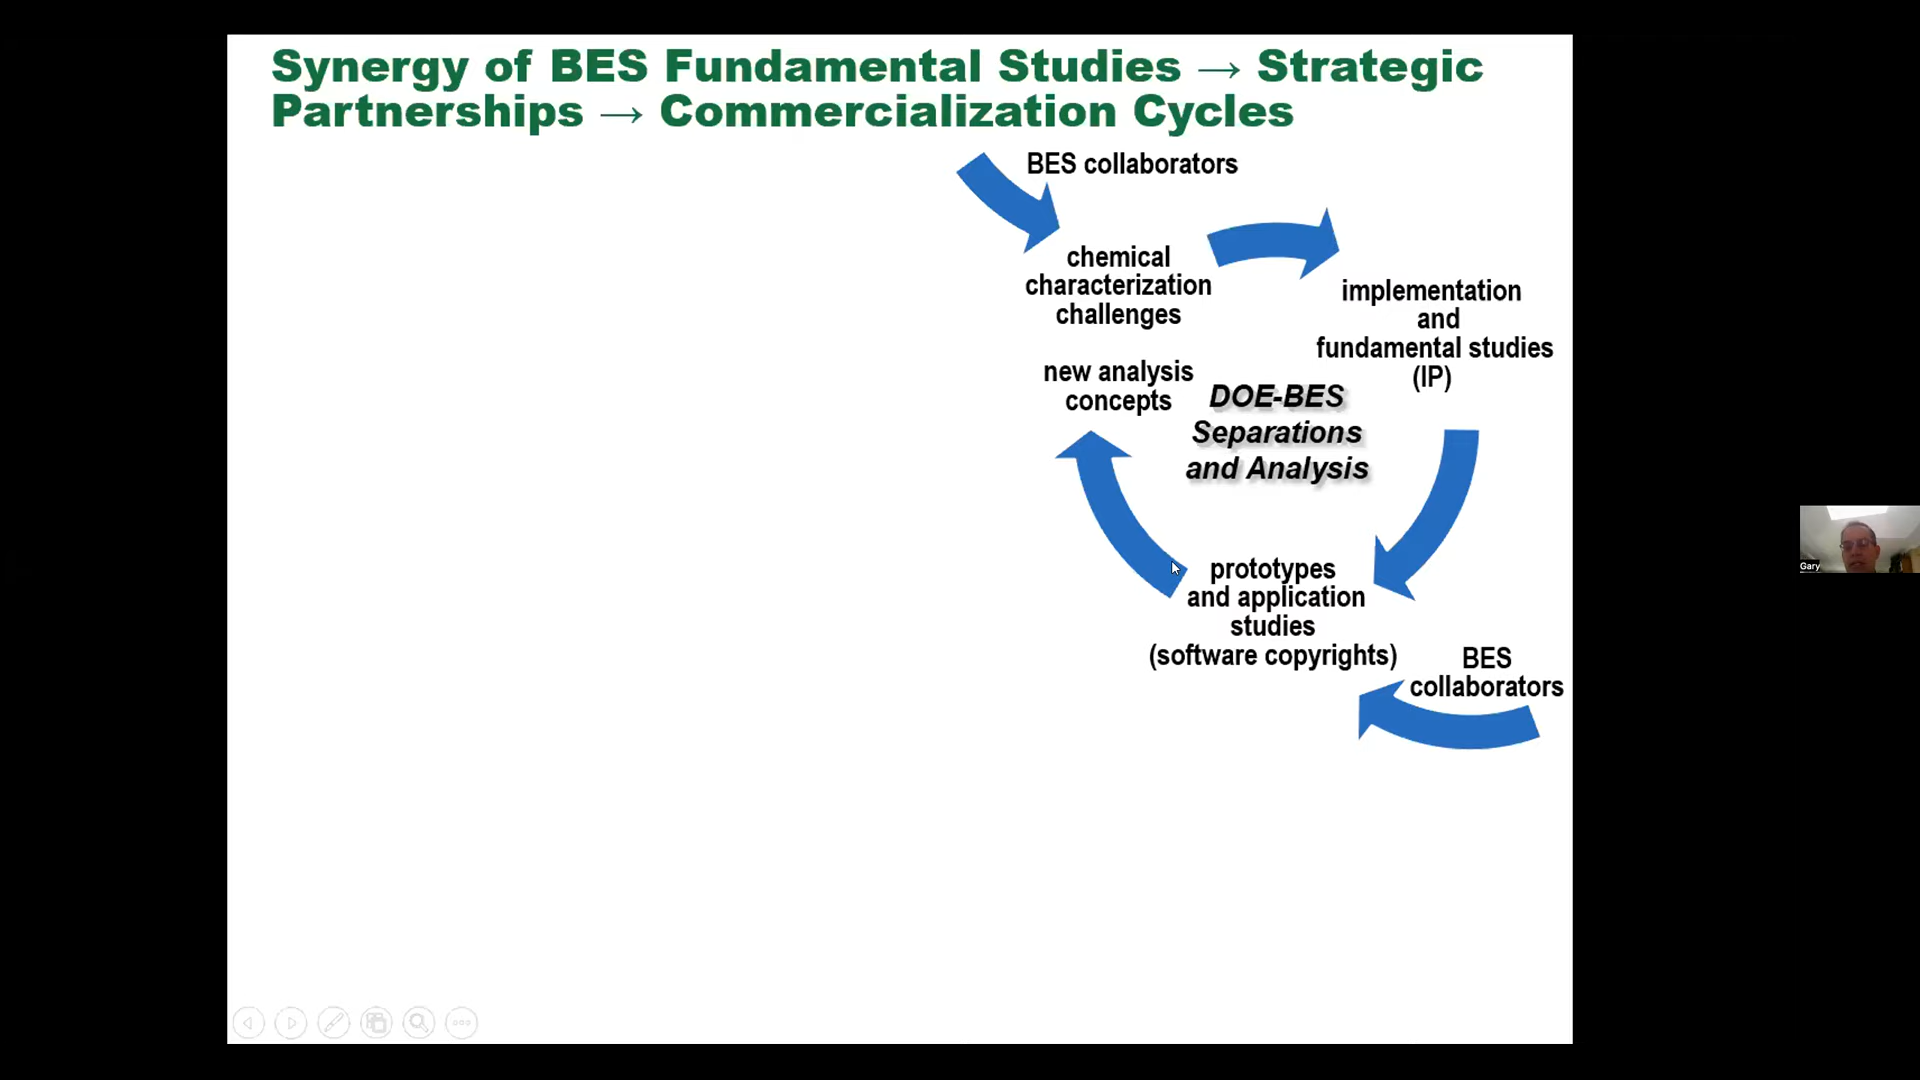 Synergy of BES Fundamental Studies → Strategic
Partnerships → Commercialization Cycles
BES collaborators
chemical
characterization
challenges
implementation
and
fundamental studies
(IP)
new analysis
concepts
DOE-BES
Separations
and Analysis
prototypes
and application
studies
(software copyrights)
BES
collaborators
Gary